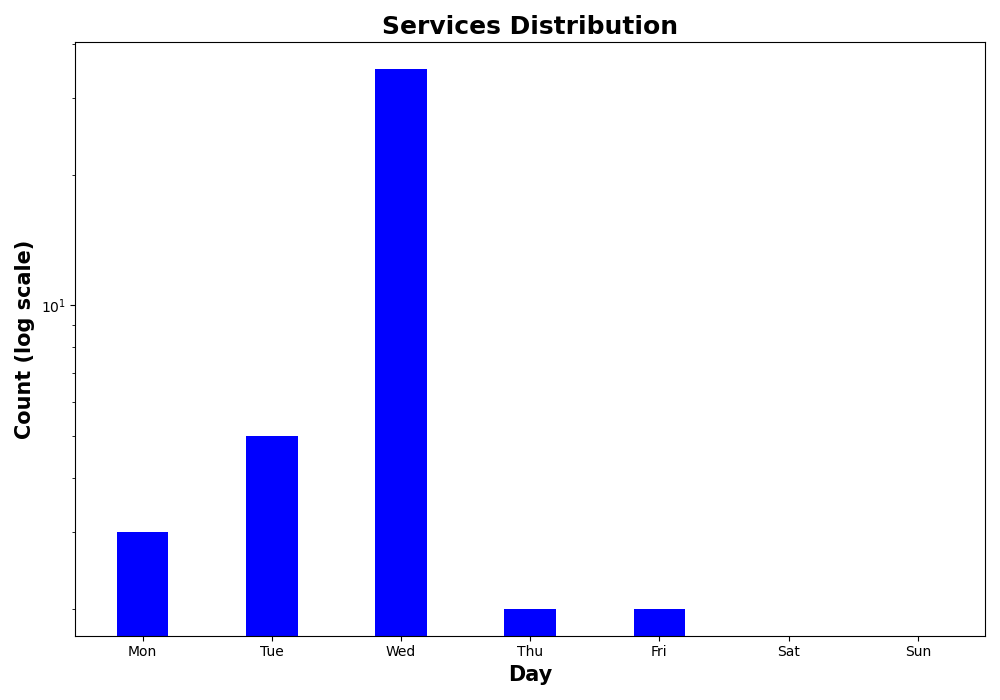 Services Distribution
Count (log scale)
10¹
Mon Tue Wed Thu Fri Sat Sun
Day